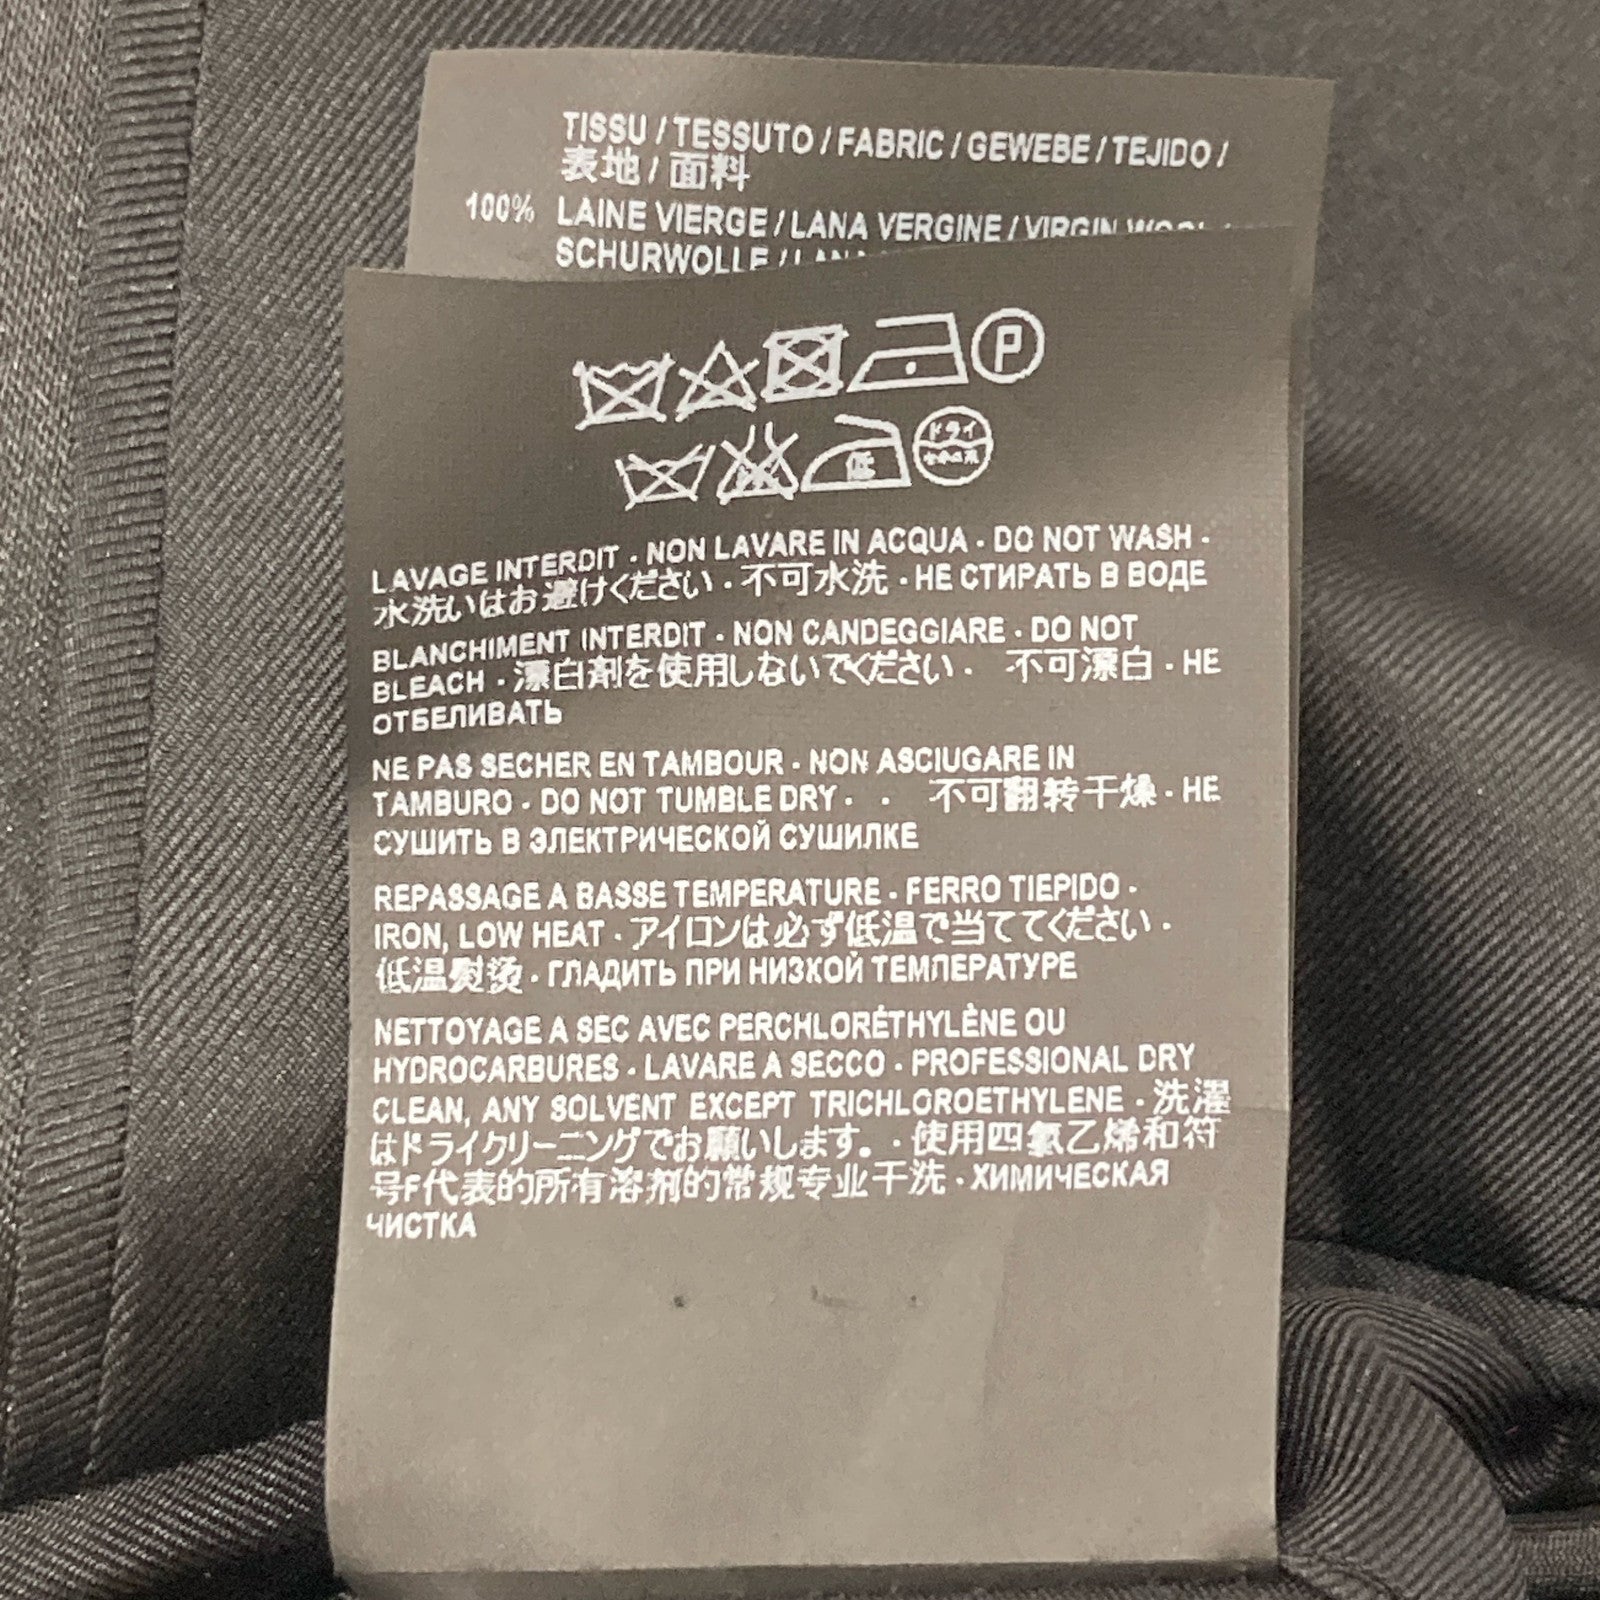 TISSU / TESSUTO / FABRIC / GEWEBE / TEJIDO /
表地 / 面料
100% LAINE VIERGE / LANA VERGINE / VIRGIN WOOL /
SCHURWOLLE / LANA
P
低
ドライ
LAVAGE INTERDIT · NON LAVARE IN ACQUA · DO NOT WASH ·
水洗いはお避けください · 不可水洗 · НЕ СТИРАТЬ В ВОДЕ
BLANCHIMENT INTERDIT · NON CANDEGGIARE · DO NOT
BLEACH · 漂白剤を使用しないでください · 不可漂白 · НЕ
ОТБЕЛИВАТЬ
NE PAS SECHER EN TAMBOUR · NON ASCIUGARE IN
TAMBURO · DO NOT TUMBLE DRY · · 不可翻转干燥 · НЕ
СУШИТЬ В ЭЛЕКТРИЧЕСКОЙ СУШИЛКЕ
REPASSAGE A BASSE TEMPERATURE · FERRO TIEPIDO ·
IRON, LOW HEAT · アイロンは必ず低温で当ててください ·
低温熨烫 · ГЛАДИТЬ ПРИ НИЗКОЙ ТЕМПЕРАТУРЕ
NETTOYAGE A SEC AVEC PERCHLORÉTHYLÈNE OU
HYDROCARBURES · LAVARE A SECCO · PROFESSIONAL DRY
CLEAN, ANY SOLVENT EXCEPT TRICHLOROETHYLENE · 洗濯
はドライクリーニングでお願いします。 · 使用四氯乙烯和符
号F代表的所有溶剂的常规专业干洗 · ХИМИЧЕСКАЯ
ЧИСТКА